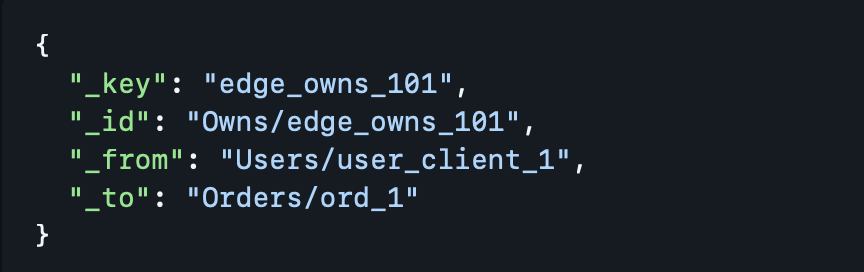 {
"_key": "edge_owns_101",
"_id": "Owns/edge_owns_101",
"_from": "Users/user_client_1",
"_to": "Orders/ord_1"
}